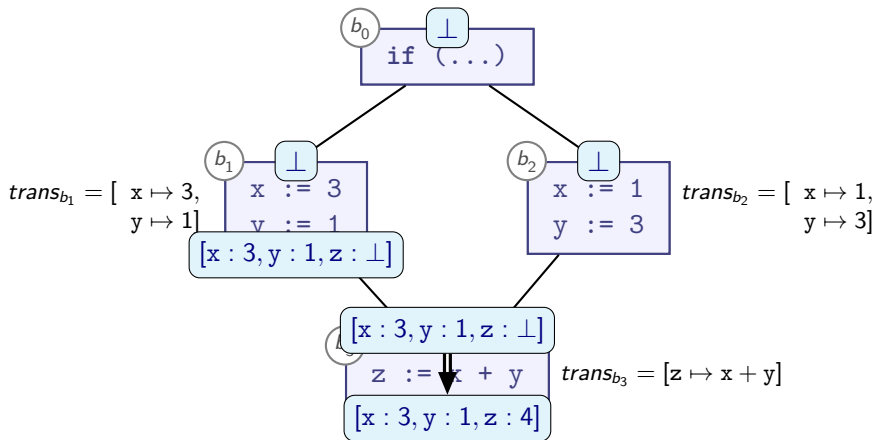 b₀
⊥
if (...)
b₁
⊥
b₂
⊥
trans_b₁ = [ x ↦ 3,
y ↦ 1]
x := 3
y := 1
x := 1
y := 3
trans_b₂ = [ x ↦ 1,
y ↦ 3]
[x : 3, y : 1, z : ⊥]
[x : 3, y : 1, z : ⊥]
z := x + y
trans_b₃ = [z ↦ x + y]
[x : 3, y : 1, z : 4]